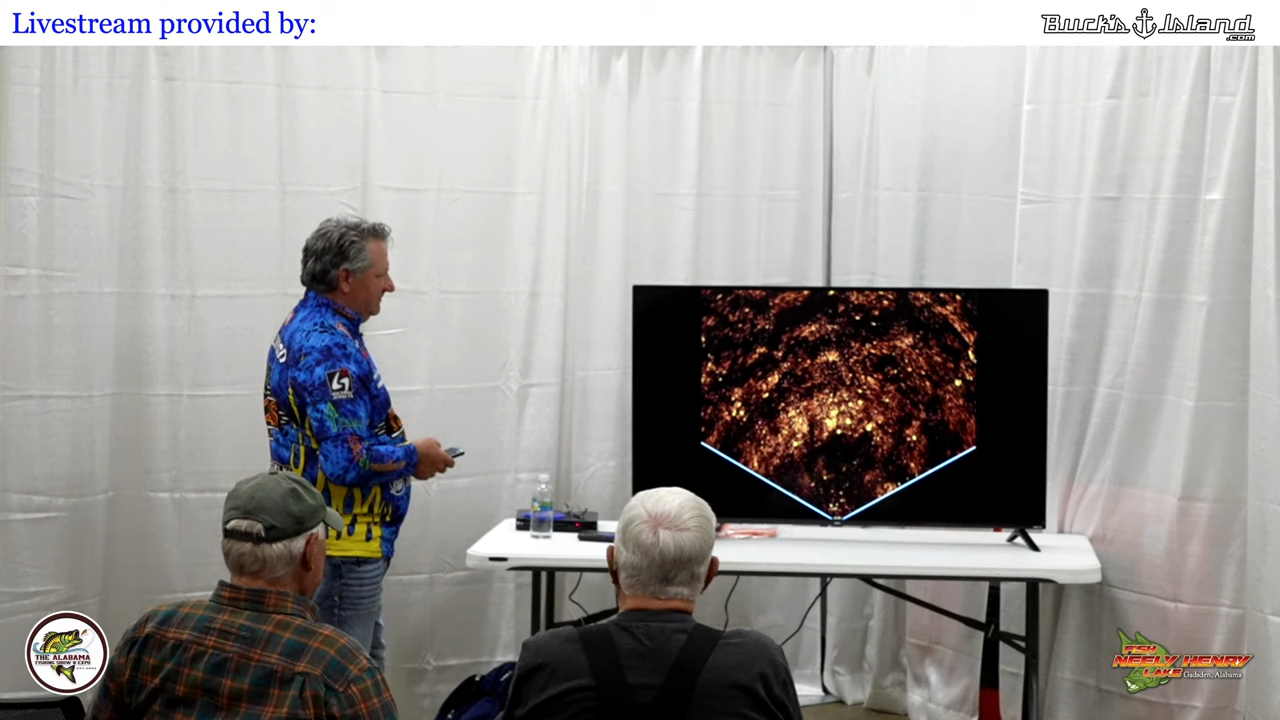 Livestream provided by:
Buck's Island
.com
THE ALABAMA
FISHING SHOW & EXPO
FISH
NEELY HENRY
LAKE Gadsden, Alabama